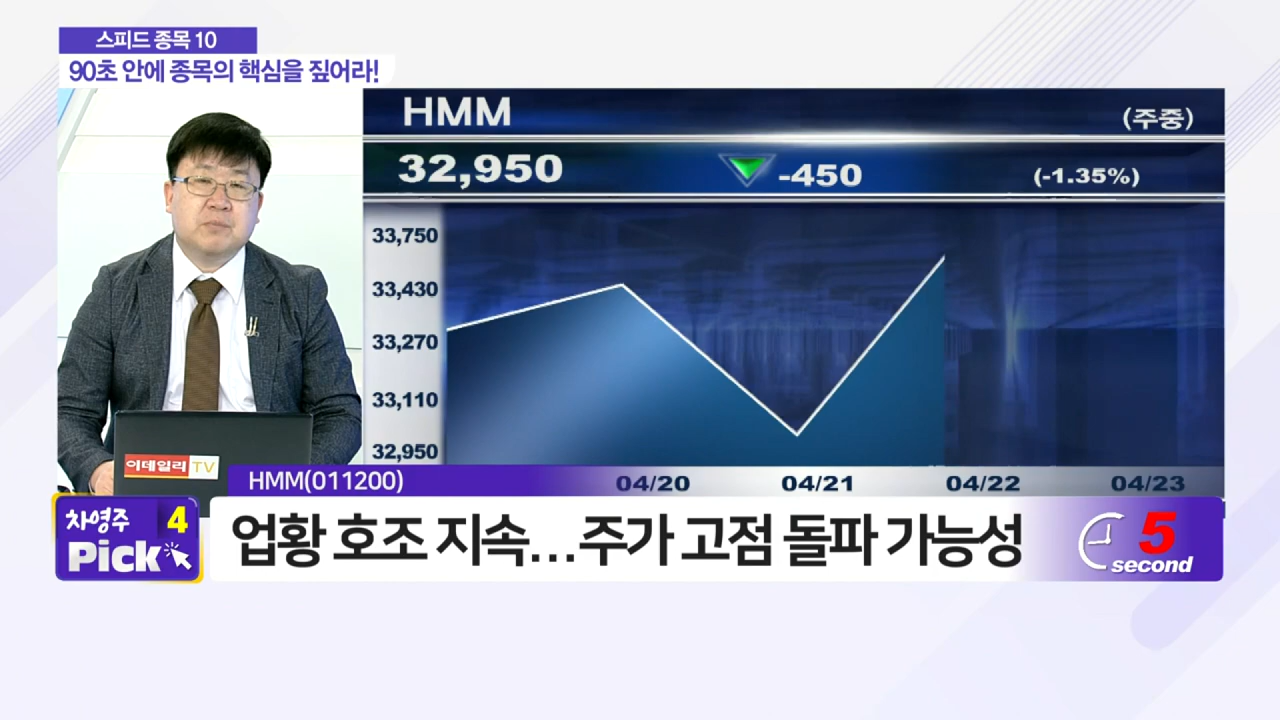 스피드 종목 10
90초 안에 종목의 핵심을 짚어라!
HMM
(주중)
32,950
-450
(-1.35%)
33,750
33,430
33,270
33,110
32,950
04/20
04/21
04/22
04/23
이데일리 TV
HMM(011200)
차영주 4
Pick
업황 호조 지속...주가 고점 돌파 가능성
5
second